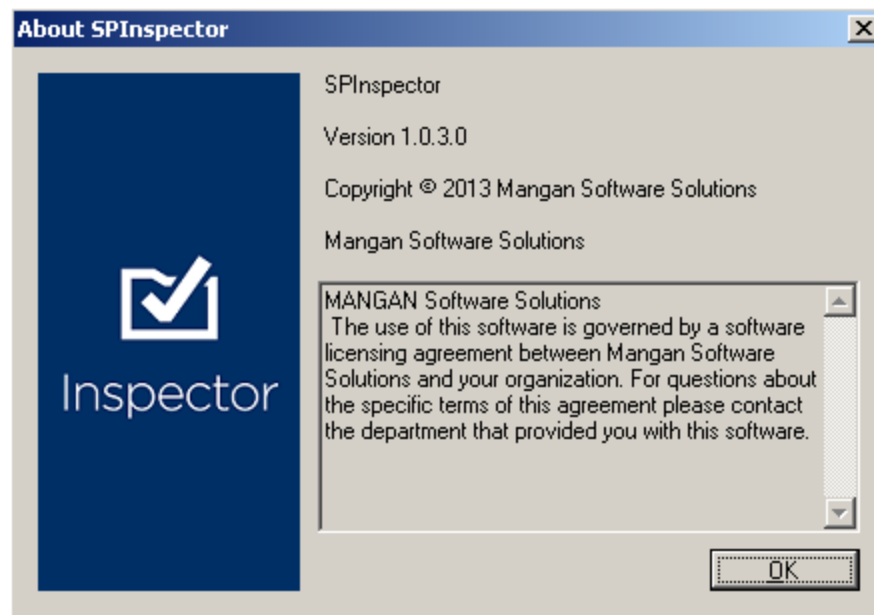 About SPInspector
SPInspector
Version 1.0.3.0
Copyright © 2013 Mangan Software Solutions
Mangan Software Solutions
MANGAN Software Solutions
The use of this software is governed by a software
licensing agreement between Mangan Software
Solutions and your organization. For questions about
the specific terms of this agreement please contact
the department that provided you with this software.
Inspector
OK